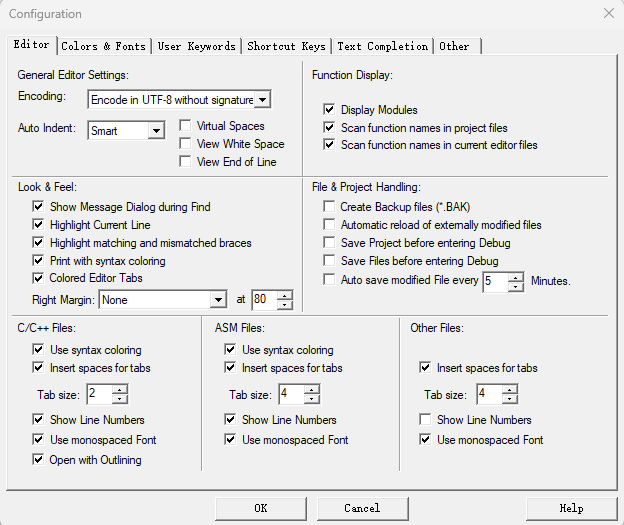 Configuration
Editor Colors & Fonts User Keywords Shortcut Keys Text Completion Other
General Editor Settings:
Encoding: Encode in UTF-8 without signature
Auto Indent: Smart
Virtual Spaces
View White Space
View End of Line
Function Display:
Display Modules
Scan function names in project files
Scan function names in current editor files
Look & Feel:
Show Message Dialog during Find
Highlight Current Line
Highlight matching and mismatched braces
Print with syntax coloring
Colored Editor Tabs
Right Margin: None at 80
File & Project Handling:
Create Backup files (*.BAK)
Automatic reload of externally modified files
Save Project before entering Debug
Save Files before entering Debug
Auto save modified File every 5 Minutes.
C/C++ Files:
Use syntax coloring
Insert spaces for tabs
Tab size: 2
Show Line Numbers
Use monospaced Font
Open with Outlining
ASM Files:
Use syntax coloring
Insert spaces for tabs
Tab size: 4
Show Line Numbers
Use monospaced Font
Other Files:
Insert spaces for tabs
Tab size: 4
Show Line Numbers
Use monospaced Font
OK Cancel Help